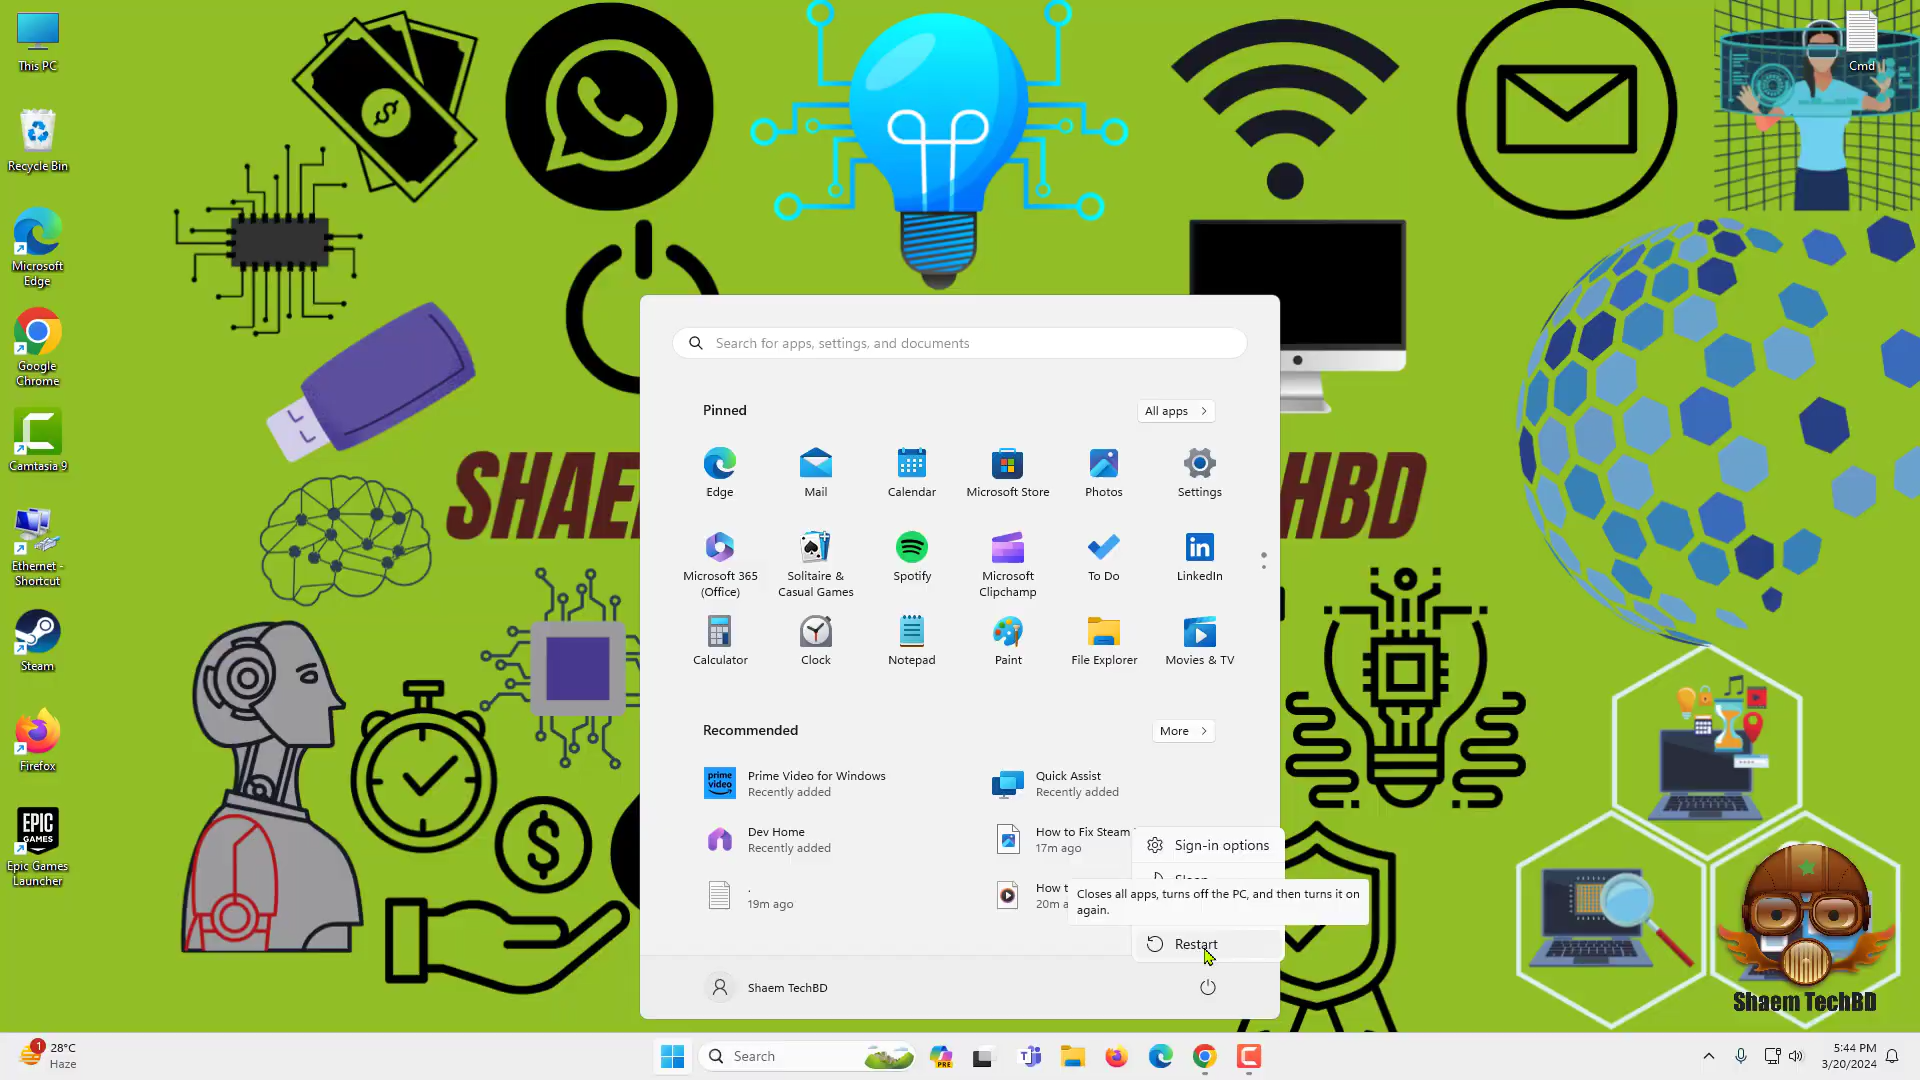 This PC
Recycle Bin
Microsoft
Edge
Google
Chrome
Camtasia 9
Ethernet -
Shortcut
Steam
Firefox
EPIC
GAMES
Epic Games
Launcher
Cmd
SHAE
HBD
Search for apps, settings, and documents
Pinned
All apps
Edge
Mail
Calendar
Microsoft Store
Photos
Settings
Microsoft 365
(Office)
Solitaire &
Casual Games
Spotify
Microsoft
Clipchamp
To Do
LinkedIn
Calculator
Clock
Notepad
Paint
File Explorer
Movies & TV
Recommended
More
prime
video
Prime Video for Windows
Recently added
Quick Assist
Recently added
Dev Home
Recently added
How to Fix Steam
17m ago
.
19m ago
How t
20m a
Sign-in options
Closes all apps, turns off the PC, and then turns it on
again.
Restart
Shaem TechBD
Shaem TechBD
1
28°C
Haze
Search
PRE
5:44 PM
3/20/2024